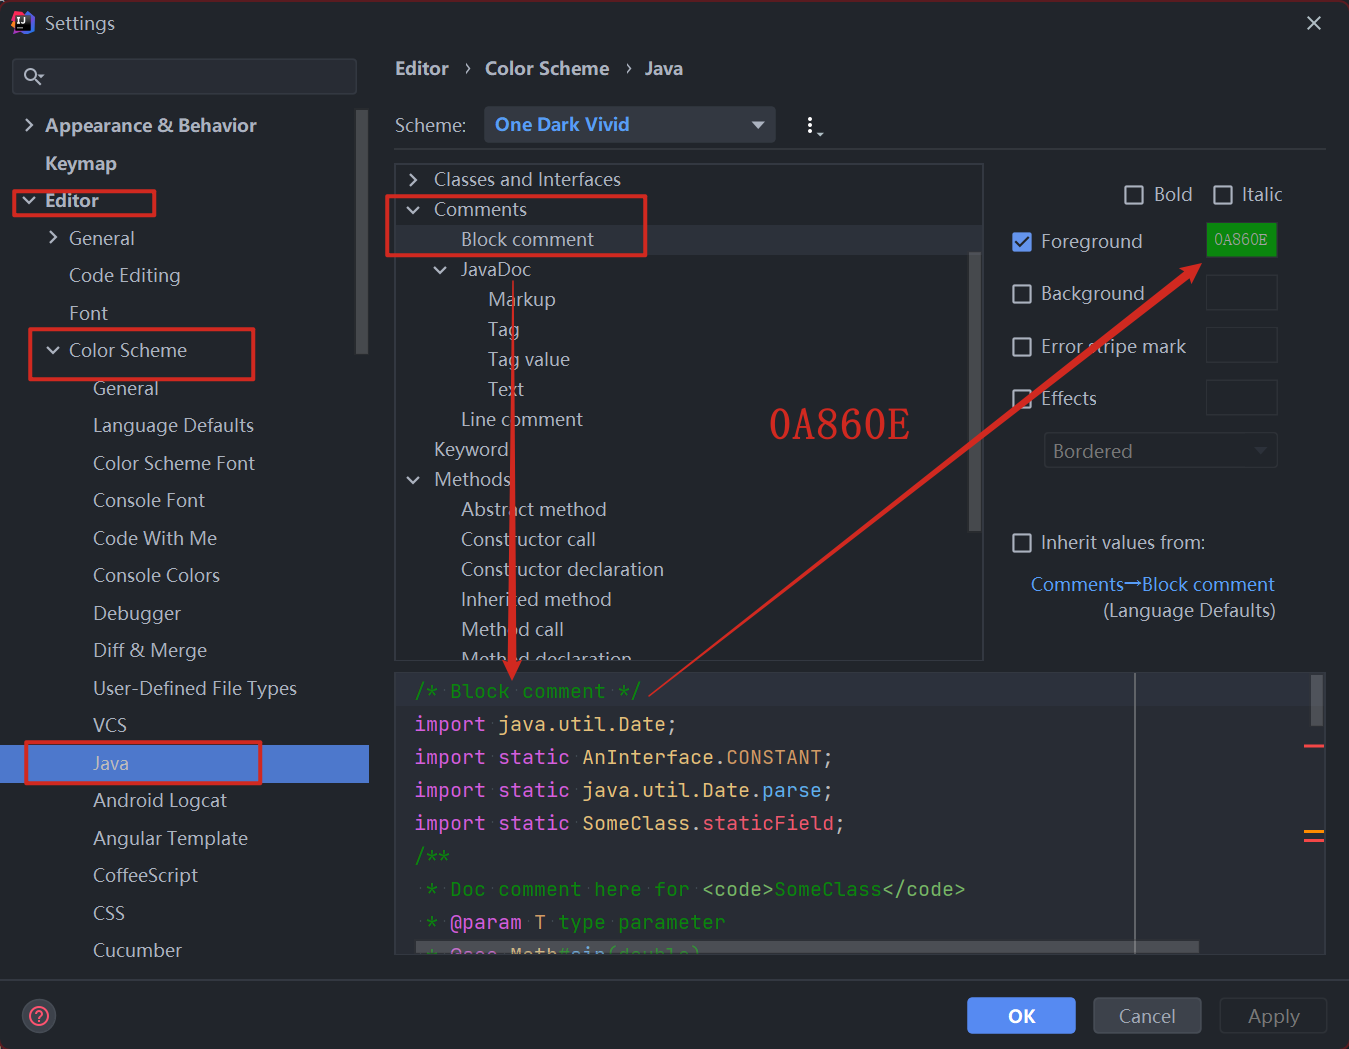 Settings
Editor › Color Scheme › Java
Scheme: One Dark Vivid
Appearance & Behavior
Keymap
Editor
General
Code Editing
Font
Color Scheme
General
Language Defaults
Color Scheme Font
Console Font
Code With Me
Console Colors
Debugger
Diff & Merge
User-Defined File Types
VCS
Java
Android Logcat
Angular Template
CoffeeScript
CSS
Cucumber
Classes and Interfaces
Comments
Block comment
JavaDoc
Markup
Tag
Tag value
Text
Line comment
Keyword
Methods
Abstract method
Constructor call
Constructor declaration
Inherited method
Method call
Method declaration
0A860E
Bold Italic
Foreground 0A860E
Background
Error stripe mark
Effects
Bordered
Inherit values from:
Comments→Block comment
(Language Defaults)
/* Block comment */
import java.util.Date;
import static AnInterface.CONSTANT;
import static java.util.Date.parse;
import static SomeClass.staticField;
/**
* Doc comment here for <code>SomeClass</code>
* @param T type parameter
* @see Math#sin(double)
OK Cancel Apply